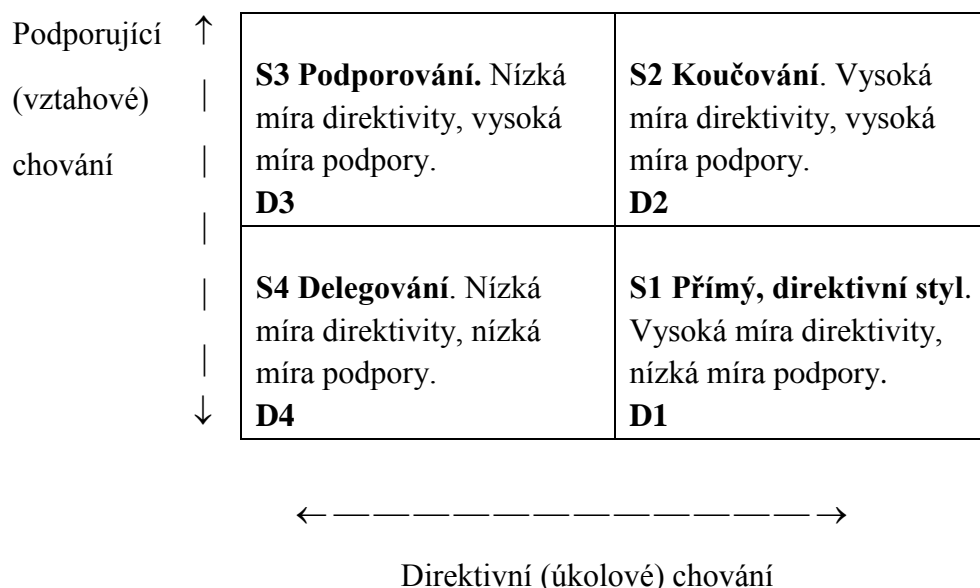 Podporující
(vztahové)
chování
S3 Podporování. Nízká
míra direktivity, vysoká
míra podpory.
D3
S2 Koučování. Vysoká
míra direktivity, vysoká
míra podpory.
D2
S4 Delegování. Nízká
míra direktivity, nízká
míra podpory.
D4
S1 Přímý, direktivní styl.
Vysoká míra direktivity,
nízká míra podpory.
D1
Direktivní (úkolové) chování